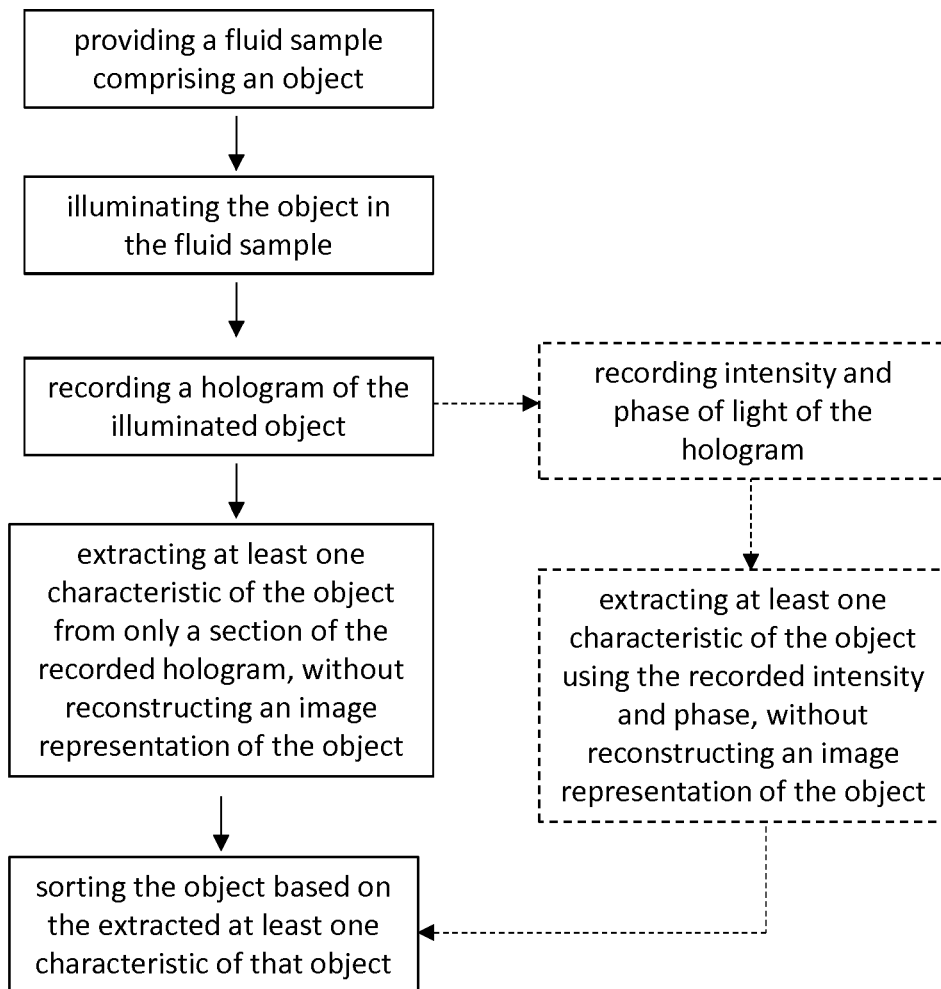 providing a fluid sample
comprising an object
illuminating the object in
the fluid sample
recording a hologram of the
illuminated object
recording intensity and
phase of light of the
hologram
extracting at least one
characteristic of the object
from only a section of the
recorded hologram, without
reconstructing an image
representation of the object
extracting at least one
characteristic of the object
using the recorded intensity
and phase, without
reconstructing an image
representation of the object
sorting the object based on
the extracted at least one
characteristic of that object